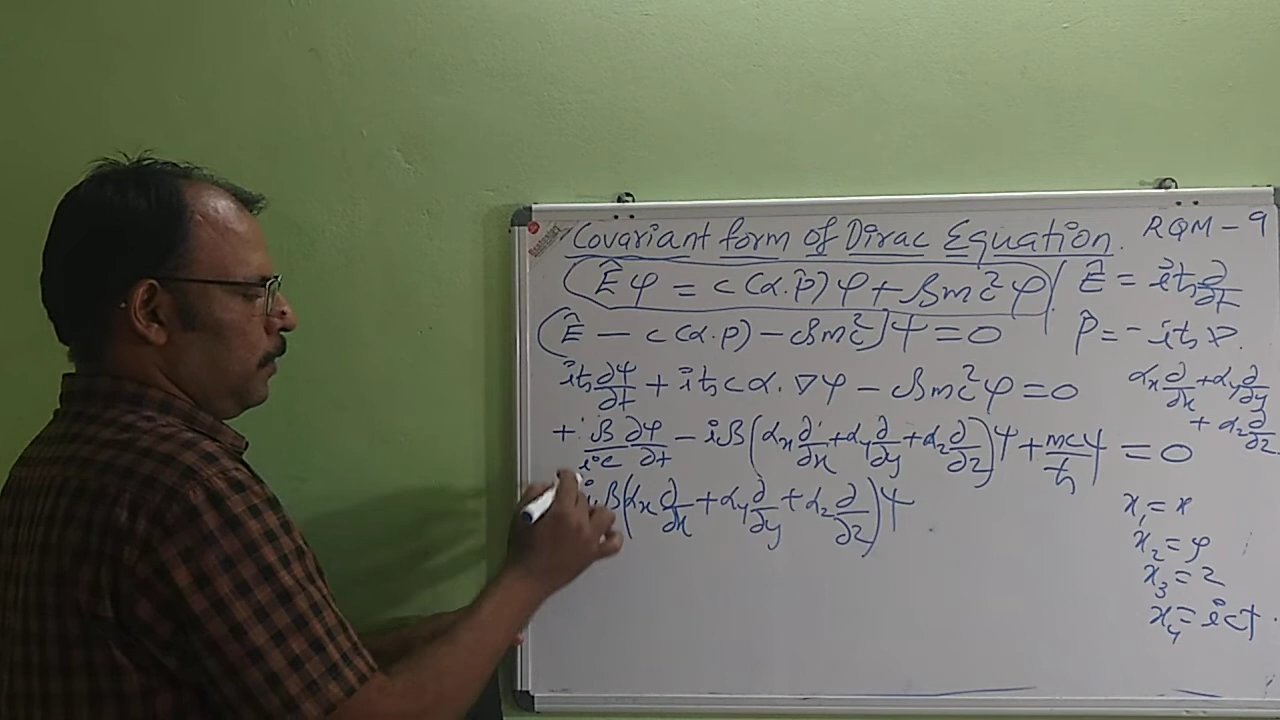 Covariant form of Dirac Equation. RQM - 9
Êψ = c(α.p̂)ψ + βmc²ψ
Ê = iħ ∂/∂t
(Ê - c(α.p) - βmc²)ψ = 0
p̂ = - iħ ∇.
iħ ∂ψ/∂t + iħcα.∇ψ - βmc²ψ = 0
αx ∂/∂x + αy ∂/∂y
+ αz ∂/∂z
+ β/ic ∂ψ/∂t - iβ(αx ∂/∂x + αy ∂/∂y + αz ∂/∂z)ψ + mcψ/ħ = 0
iβ(αx ∂/∂x + αy ∂/∂y + αz ∂/∂z)ψ
x₁ = x
x₂ = y
x₃ = z
x₄ = ict.